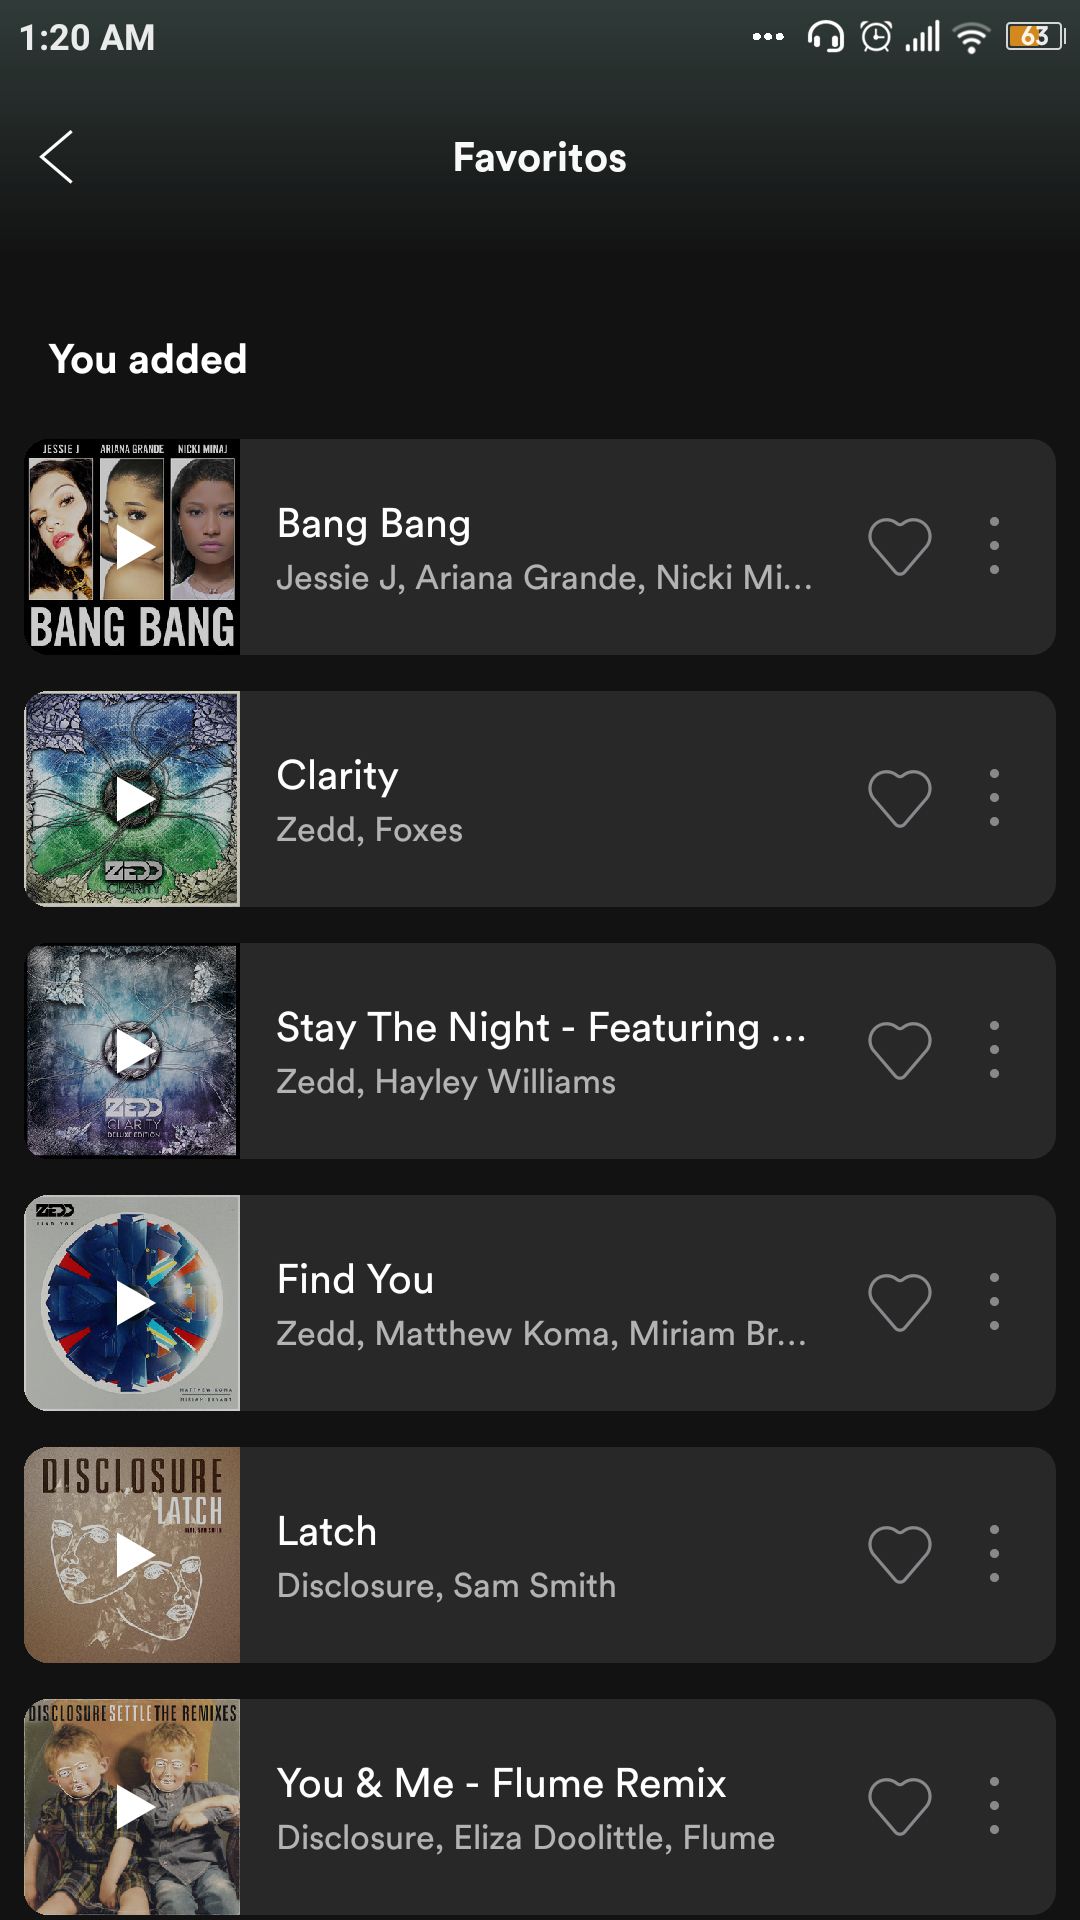 1:20 AM
63
Favoritos
You added
JESSIE J ARIANA GRANDE NICKI MINAJ
BANG BANG
Bang Bang
Jessie J, Ariana Grande, Nicki Mi...
ZEDD
CLARITY
Clarity
Zedd, Foxes
ZEDD
CLARITY
DELUXE EDITION
Stay The Night - Featuring ...
Zedd, Hayley Williams
ZEDD
FIND YOU
MATTHEW KOMA
MIRIAM BRYANT
Find You
Zedd, Matthew Koma, Miriam Br...
DISCLOSURE
LATCH
FEAT. SAM SMITH
Latch
Disclosure, Sam Smith
DISCLOSURE SETTLE THE REMIXES
You & Me - Flume Remix
Disclosure, Eliza Doolittle, Flume